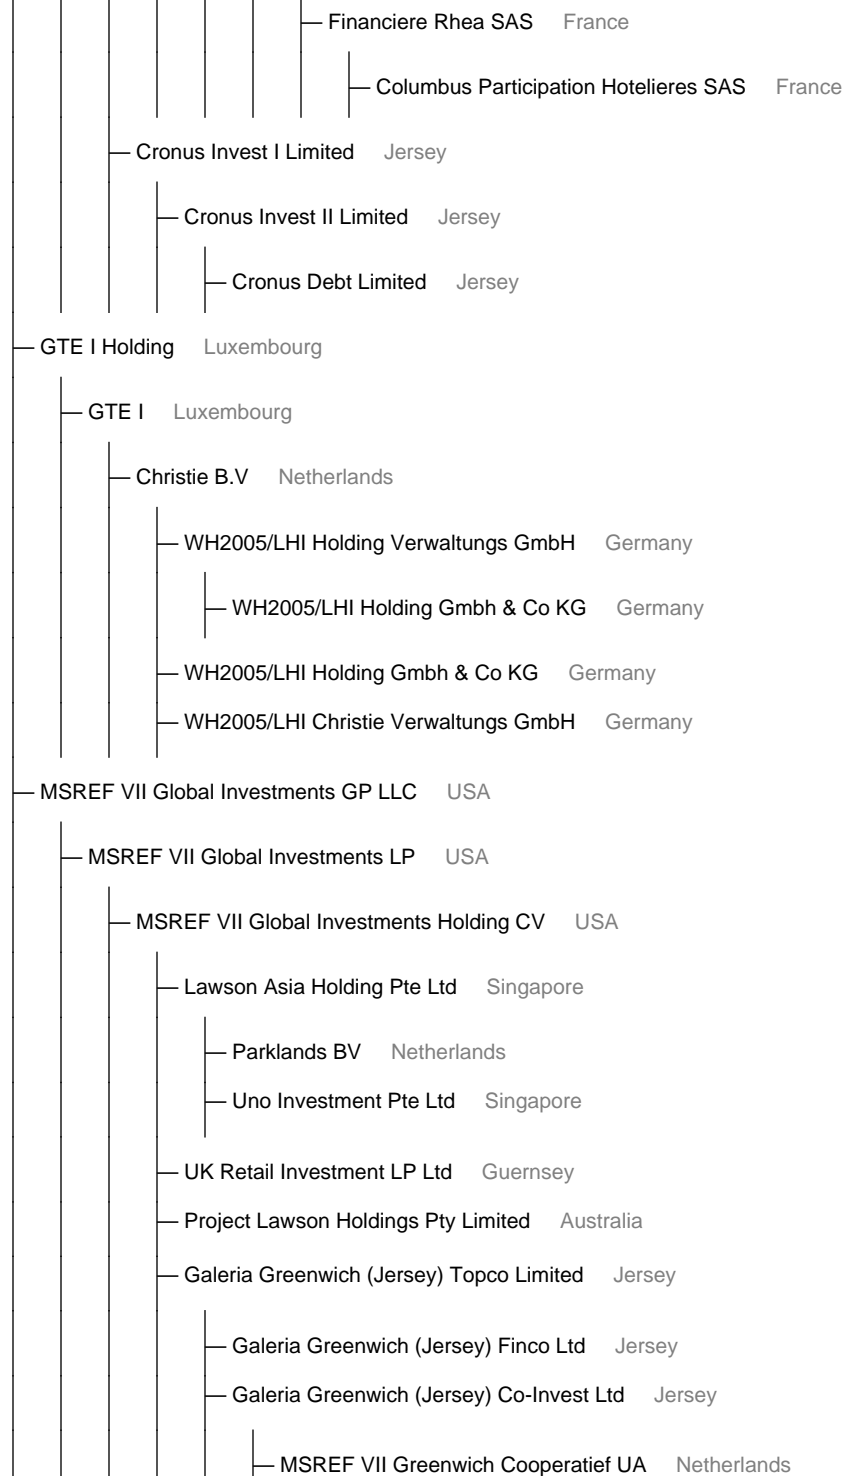 Financiere Rhea SAS France
Columbus Participation Hotelieres SAS France
Cronus Invest I Limited Jersey
Cronus Invest II Limited Jersey
Cronus Debt Limited Jersey
GTE I Holding Luxembourg
GTE I Luxembourg
Christie B.V Netherlands
WH2005/LHI Holding Verwaltungs GmbH Germany
WH2005/LHI Holding Gmbh & Co KG Germany
WH2005/LHI Holding Gmbh & Co KG Germany
WH2005/LHI Christie Verwaltungs GmbH Germany
MSREF VII Global Investments GP LLC USA
MSREF VII Global Investments LP USA
MSREF VII Global Investments Holding CV USA
Lawson Asia Holding Pte Ltd Singapore
Parklands BV Netherlands
Uno Investment Pte Ltd Singapore
UK Retail Investment LP Ltd Guernsey
Project Lawson Holdings Pty Limited Australia
Galeria Greenwich (Jersey) Topco Limited Jersey
Galeria Greenwich (Jersey) Finco Ltd Jersey
Galeria Greenwich (Jersey) Co-Invest Ltd Jersey
MSREF VII Greenwich Cooperatief UA Netherlands